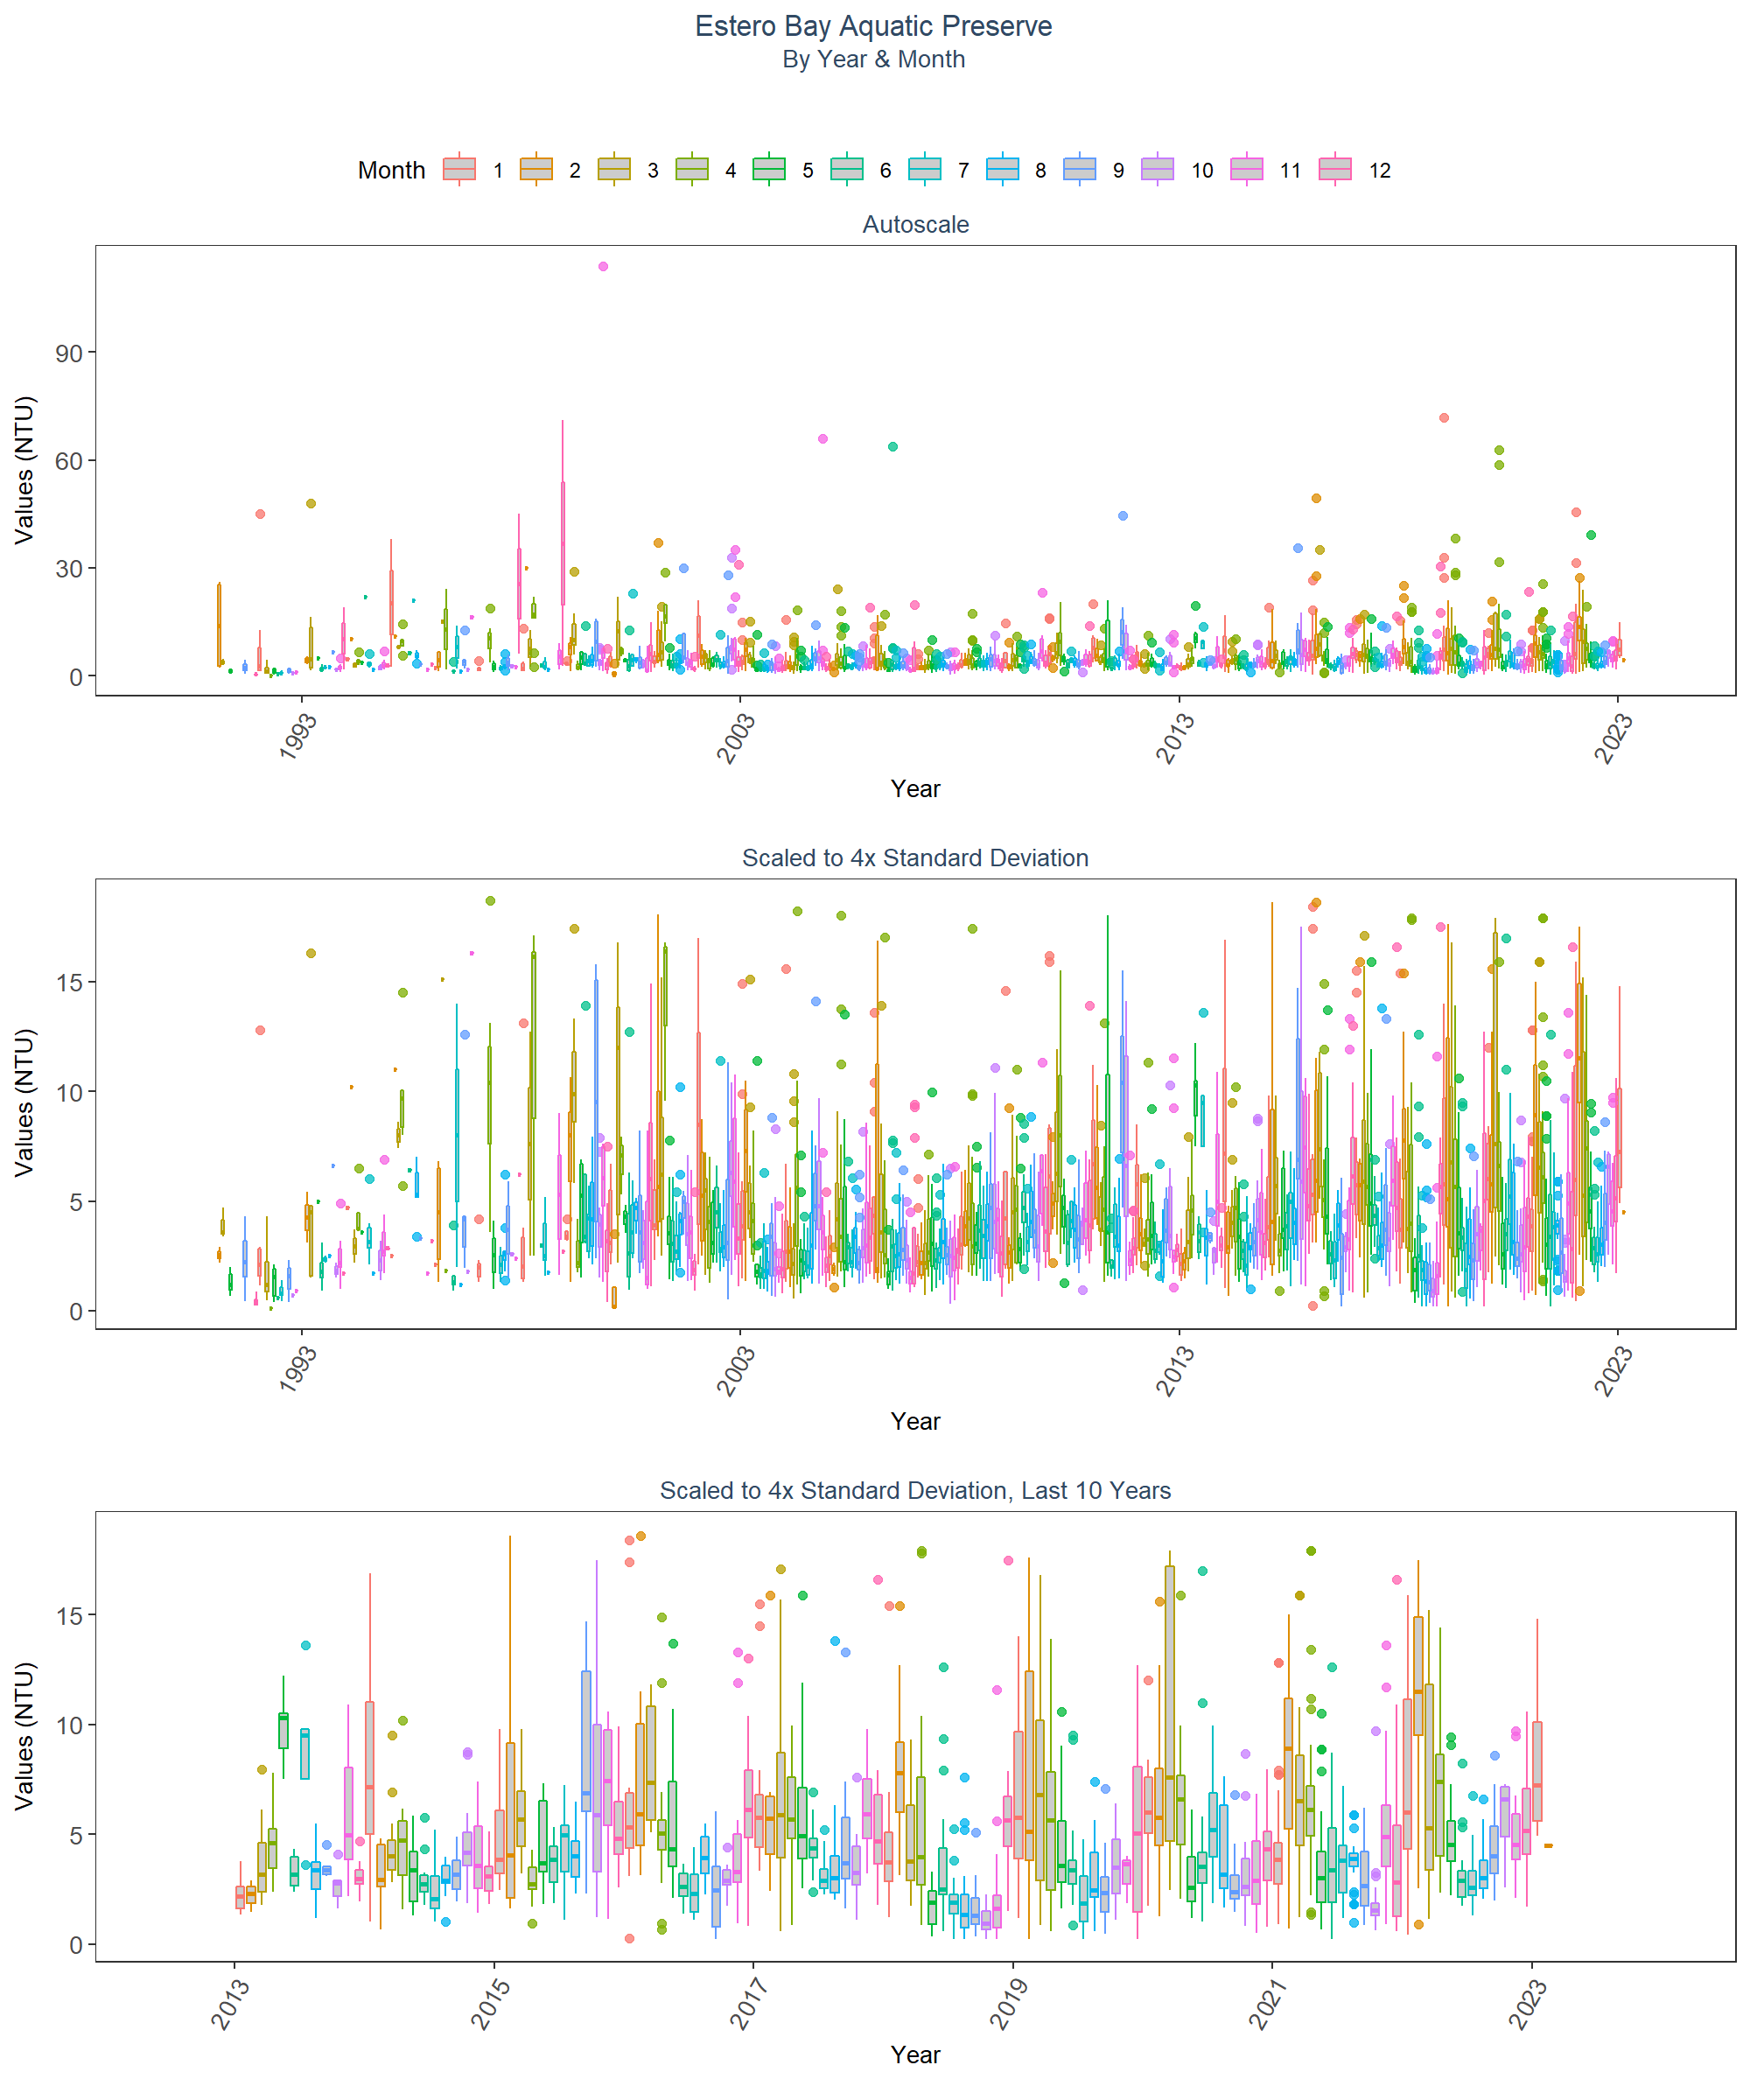 Estero Bay Aquatic Preserve
By Year & Month
Month 1 2 3 4 5 6 7 8 9 10 11 12
Autoscale
Values (NTU)
90
60
30
0
1993 2003 2013 2023
Year
Scaled to 4x Standard Deviation
Values (NTU)
15
10
5
0
1993 2003 2013 2023
Year
Scaled to 4x Standard Deviation, Last 10 Years
Values (NTU)
15
10
5
0
2013 2015 2017 2019 2021 2023
Year